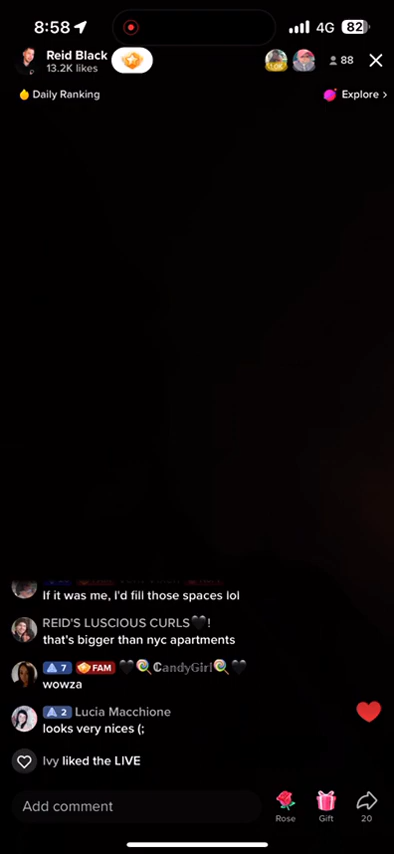 8:58
4G
82
Reid Black
13.2K likes
88
Daily Ranking
Explore >
If it was me, I'd fill those spaces lol
REID'S LUSCIOUS CURLS🖤!
that's bigger than nyc apartments
7 FAM 🖤🍭ℂ𝕒𝕟𝕕𝕪𝔾𝕚𝕣𝕝🍭🖤
wowza
2 Lucia Macchione
looks very nices (;
Ivy liked the LIVE
Add comment
Rose
Gift
20